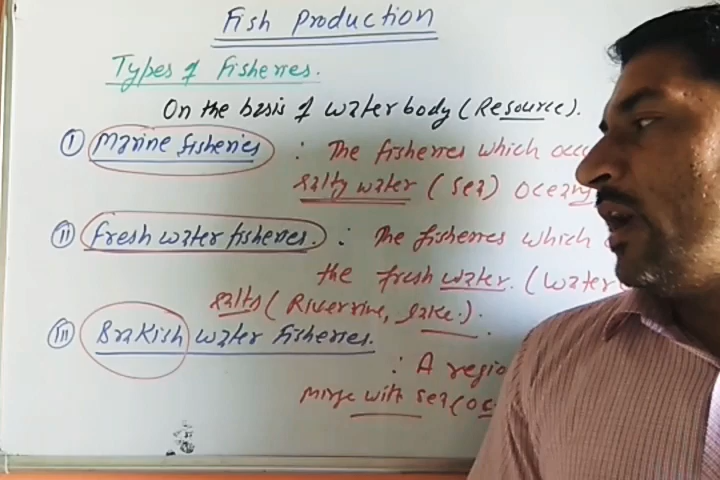 Fish Production
Types of Fisheries.
On the basis of water body (Resource).
I Marine fisheries : The fisheries which occ
salty water (sea) ocean
II Fresh water fisheries. : The fisheries which
the fresh water. (water
salts (Riverrine, lake.).
III Brakish water Fisheries.
: A regio
mirge with sea (oc